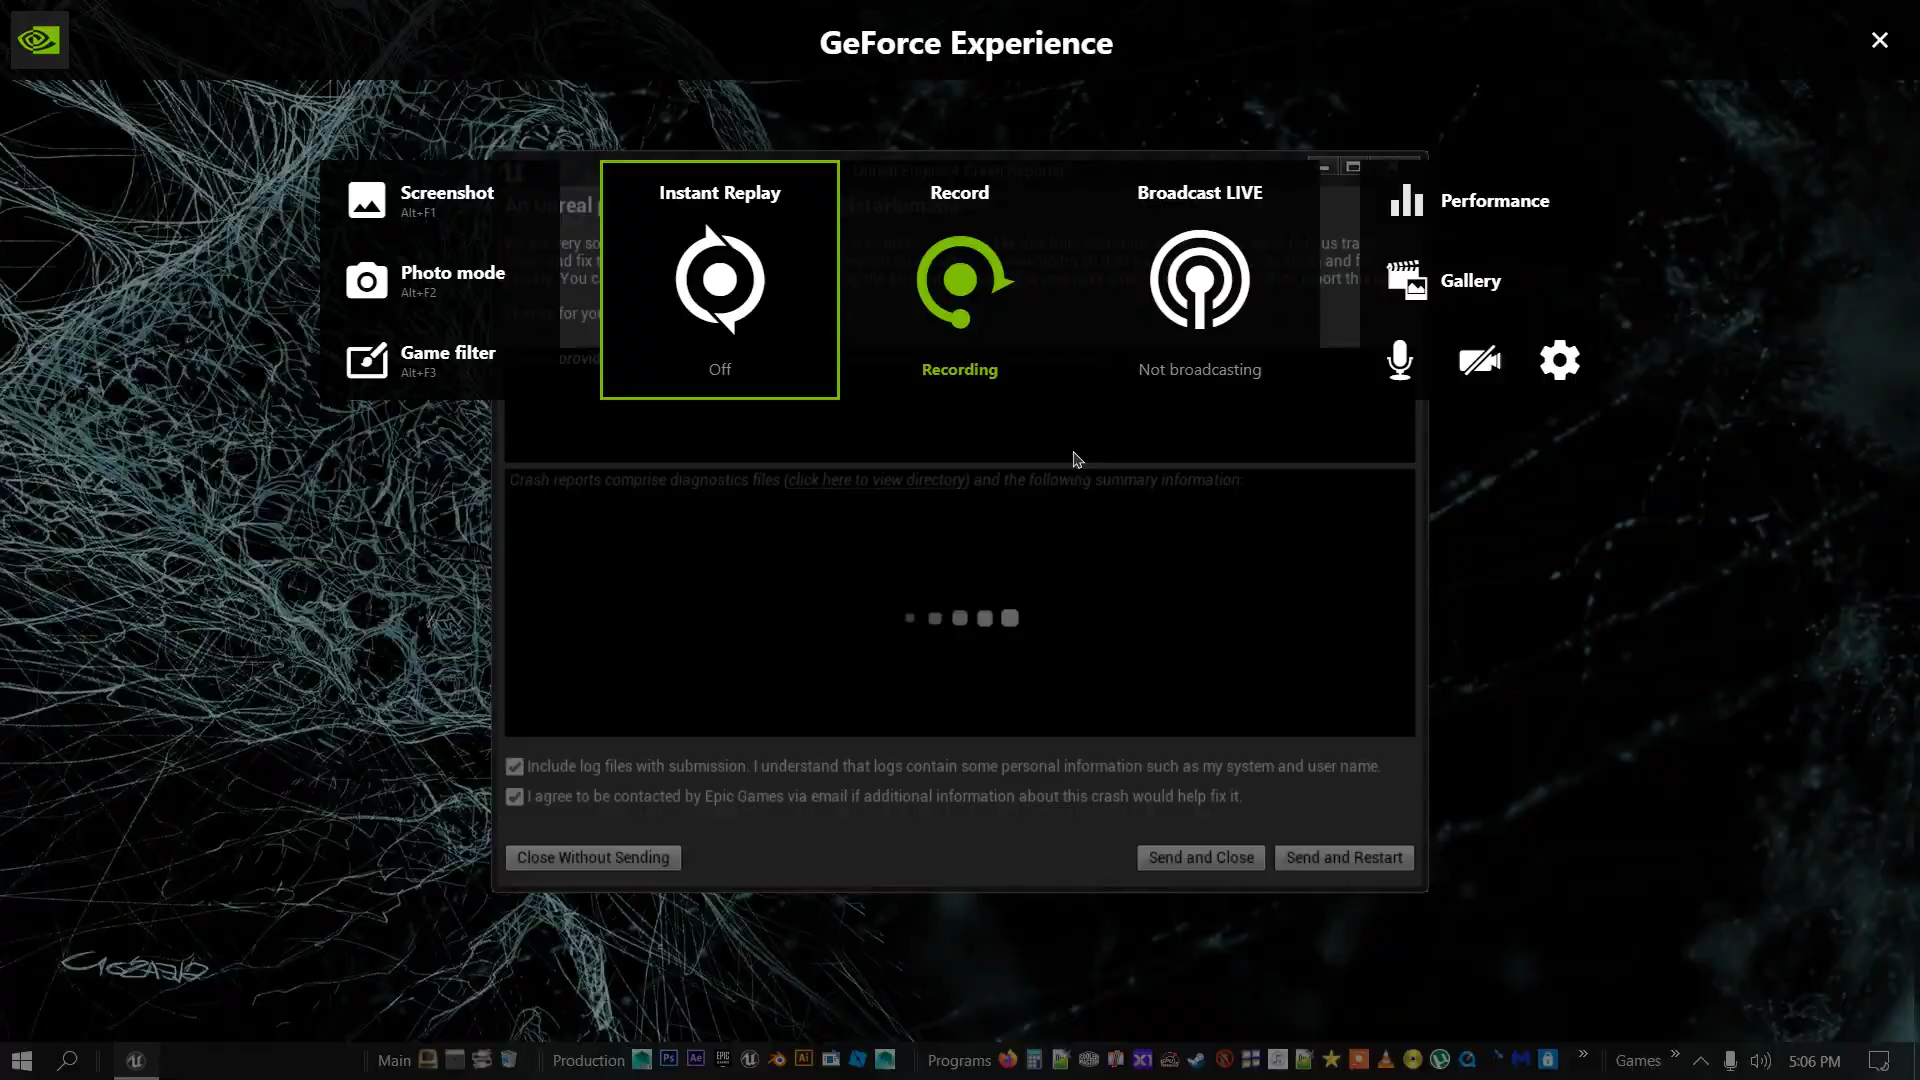 GeForce Experience
Screenshot
Alt+F1
Photo mode
Alt+F2
Game filter
Alt+F3
Instant Replay
Off
Record
Recording
Broadcast LIVE
Not broadcasting
Performance
Gallery
Crash reports comprise diagnostics files (click here to view directory) and the following summary information:
Include log files with submission. I understand that logs contain some personal information such as my system and user name.
I agree to be contacted by Epic Games via email if additional information about this crash would help fix it.
Close Without Sending
Send and Close
Send and Restart
Main
Production
Ps
Ae
Ai
Programs
Games
5:06 PM